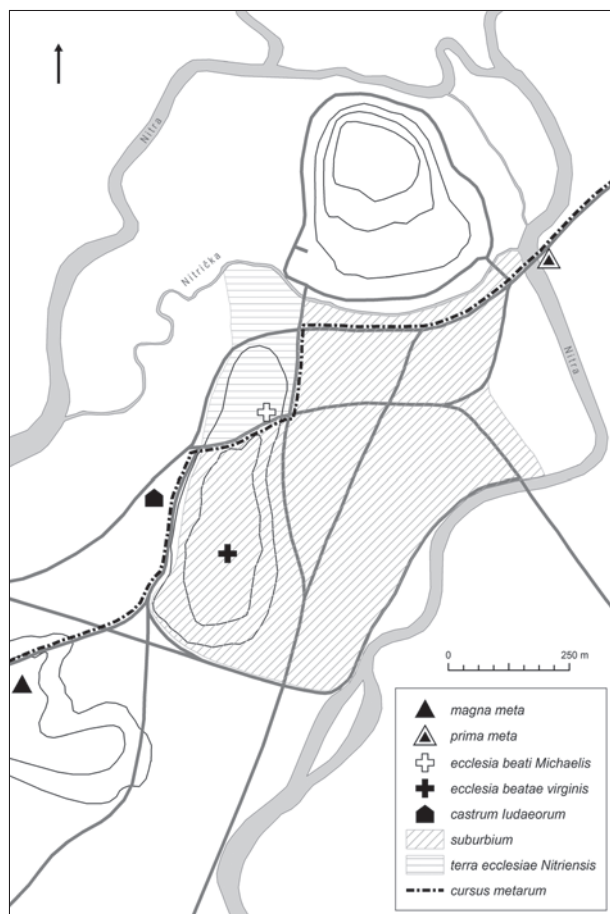 Nitra
Nitrička
Nitra
0 250 m
magna meta
prima meta
ecclesia beati Michaelis
ecclesia beatae virginis
castrum Iudaeorum
suburbium
terra ecclesiae Nitriensis
cursus metarum